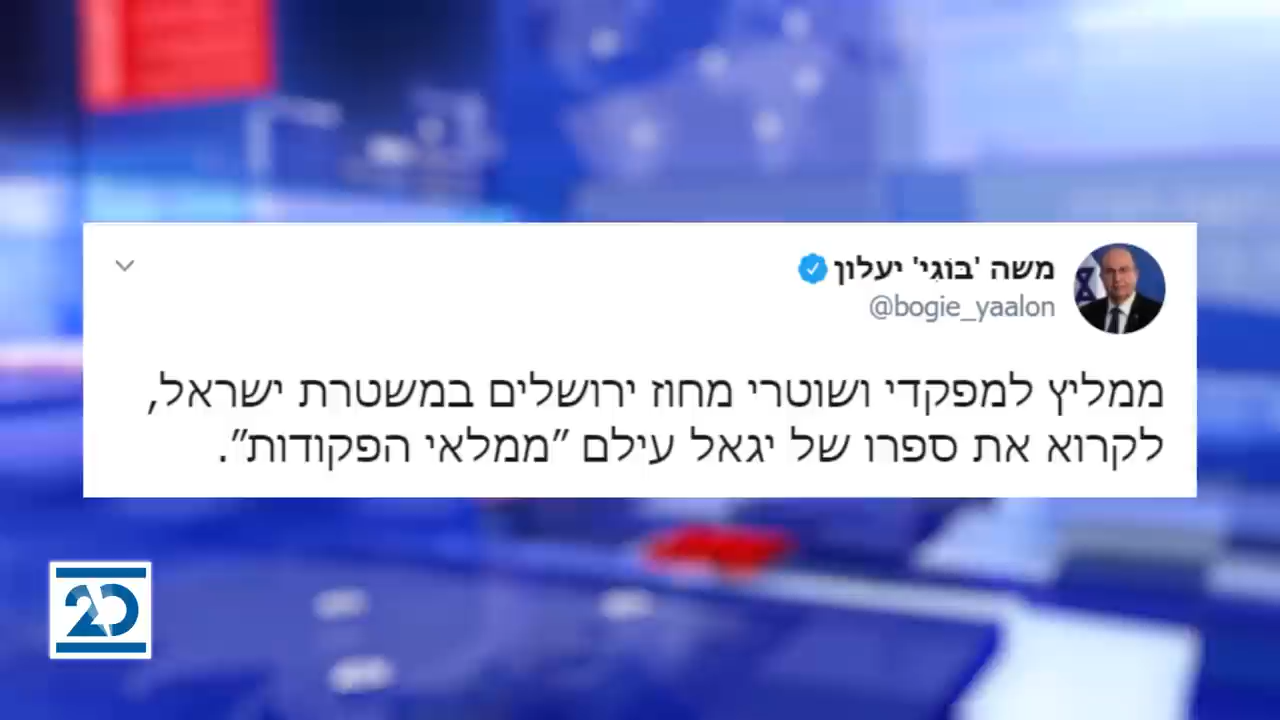 משה 'בּוֹגִי' יעלון
@bogie_yaalon
ממליץ למפקדי ושוטרי מחוז ירושלים במשטרת ישראל,
לקרוא את ספרו של יגאל עילם "ממלאי הפקודות".
20